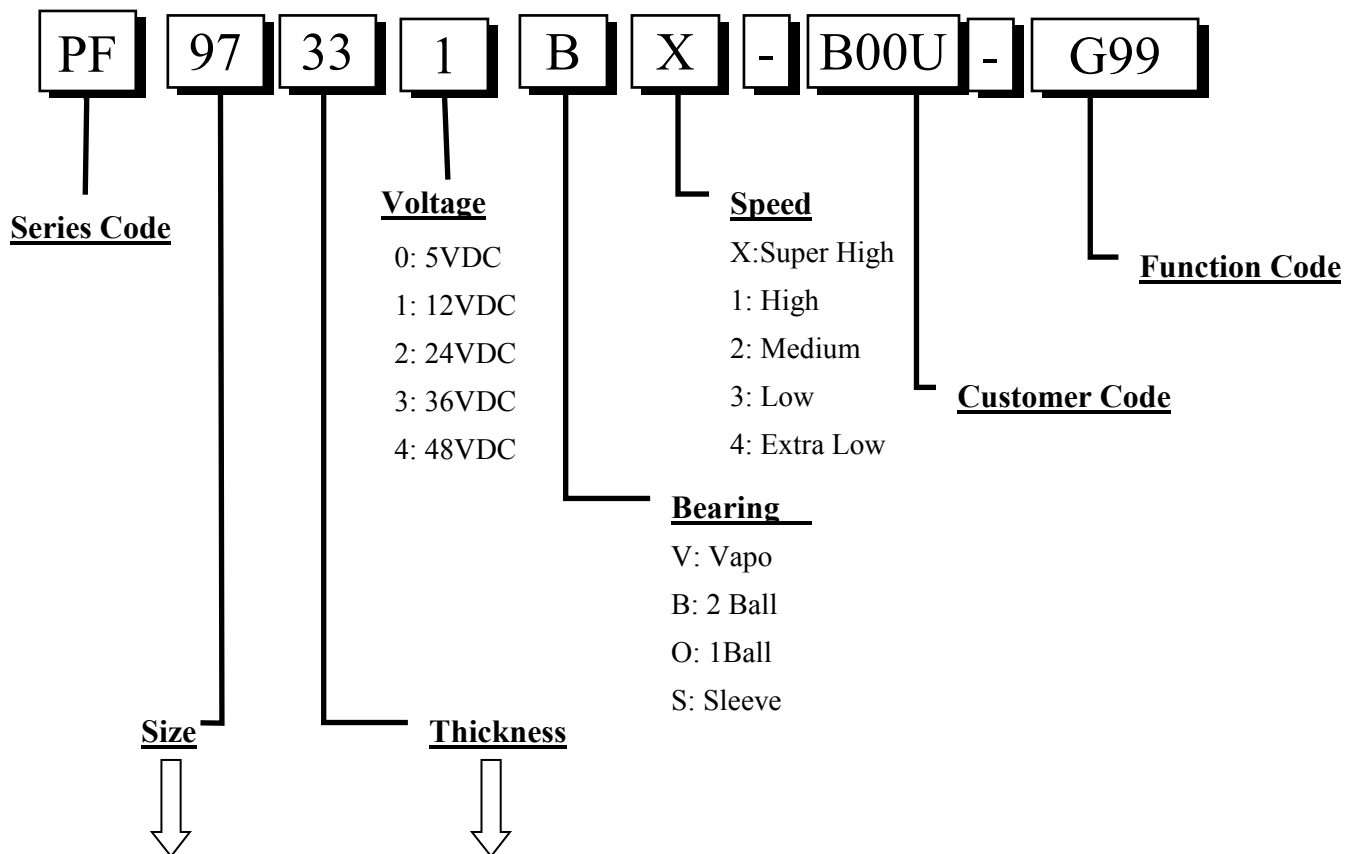 PF 97 33 1 B X - B00U - G99
Series Code
Voltage
0: 5VDC
1: 12VDC
2: 24VDC
3: 36VDC
4: 48VDC
Speed
X:Super High
1: High
2: Medium
3: Low
4: Extra Low
Function Code
Customer Code
Bearing
V: Vapo
B: 2 Ball
O: 1Ball
S: Sleeve
Size
Thickness